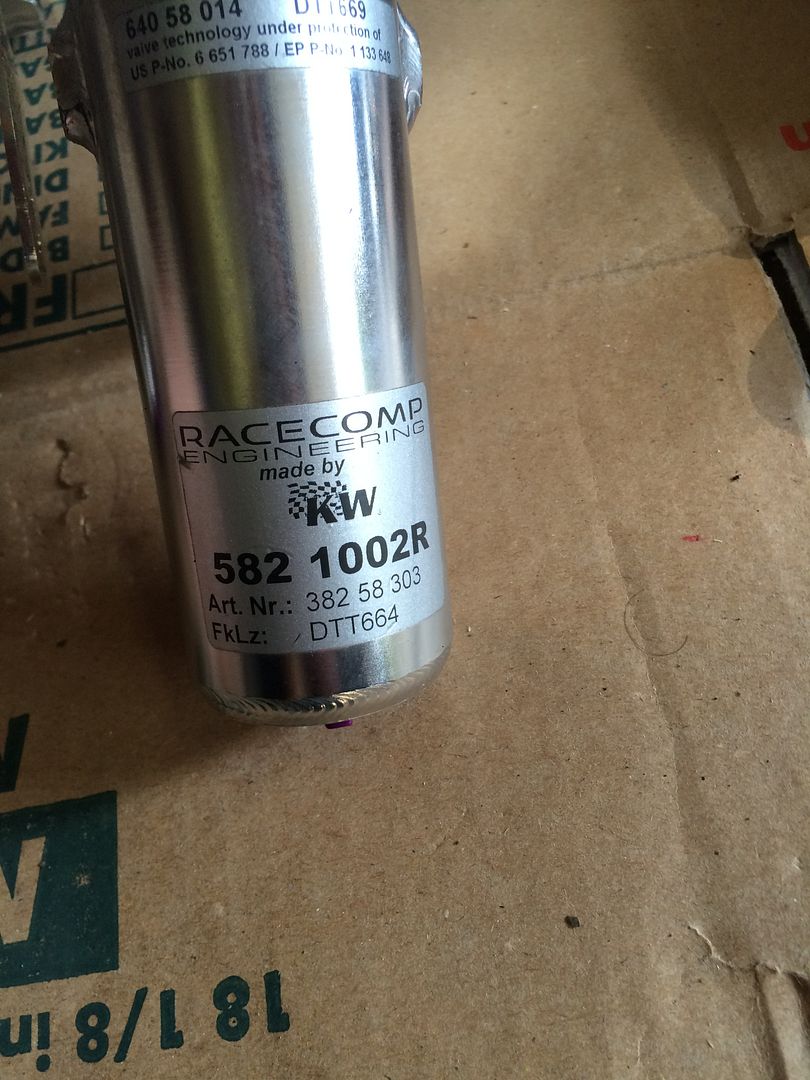 640 58 014 DTT669
valve technology under protection of
US P-No. 6 651 788 / EP P-No. 1 133 648
RACECOMP
ENGINEERING
made by
KW
582 1002R
Art. Nr.: 382 58 303
FkLz: DTT664
FR
18 1/8 in